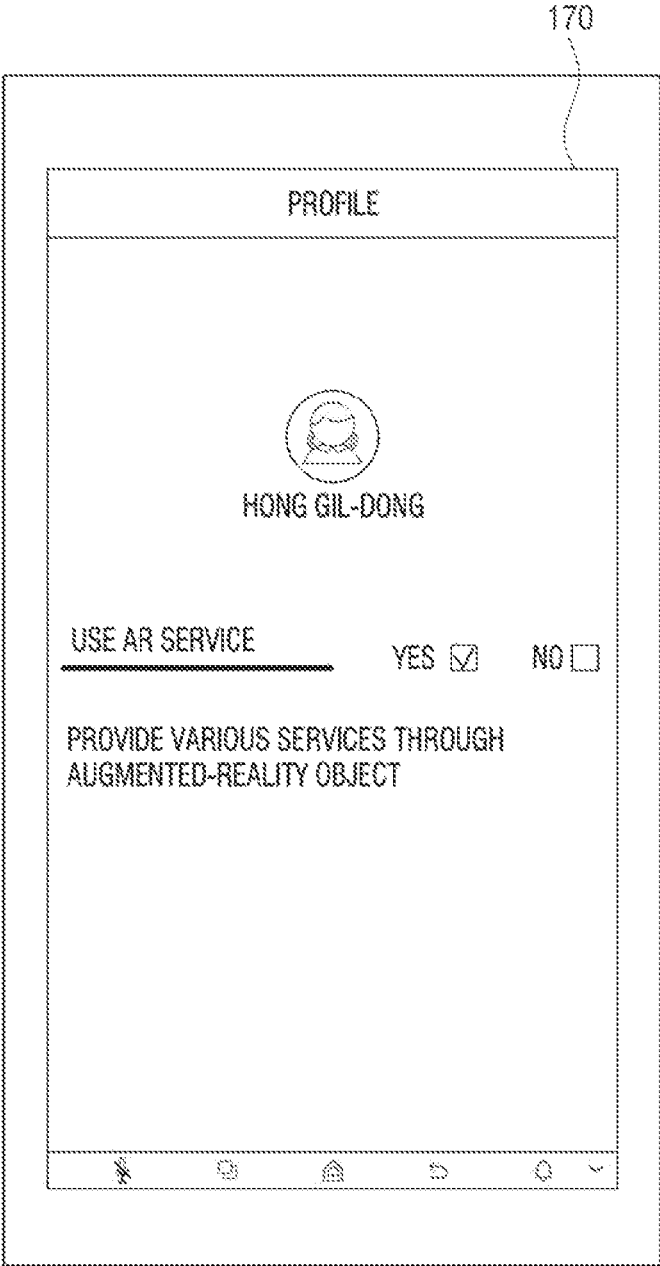 170
PROFILE
HONG GIL-DONG
USE AR SERVICE
YES NO
PROVIDE VARIOUS SERVICES THROUGH
AUGMENTED-REALITY OBJECT